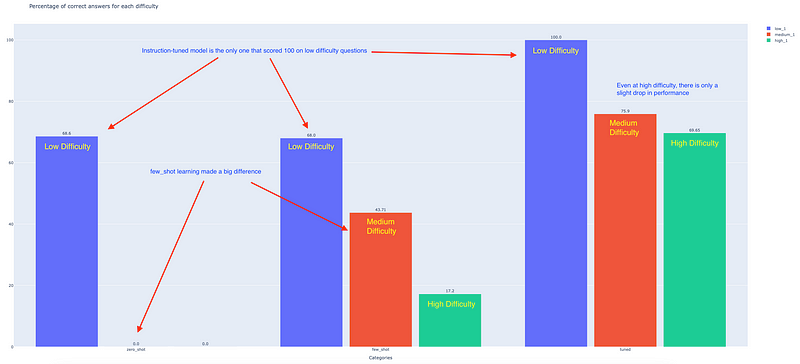 Percentage of correct answers for each difficulty
low_1
medium_1
high_1
100
80
60
40
20
0
Instruction-tuned model is the only one that scored 100 on low difficulty questions
few_shot learning made a big difference
Even at high difficulty, there is only a
slight drop in performance
68.6
Low Difficulty
0.0
0.0
68.0
Low Difficulty
43.71
Medium
Difficulty
17.2
High Difficulty
100.0
Low Difficulty
75.9
Medium
Difficulty
69.65
High Difficulty
zero_shot
few_shot
tuned
Categories